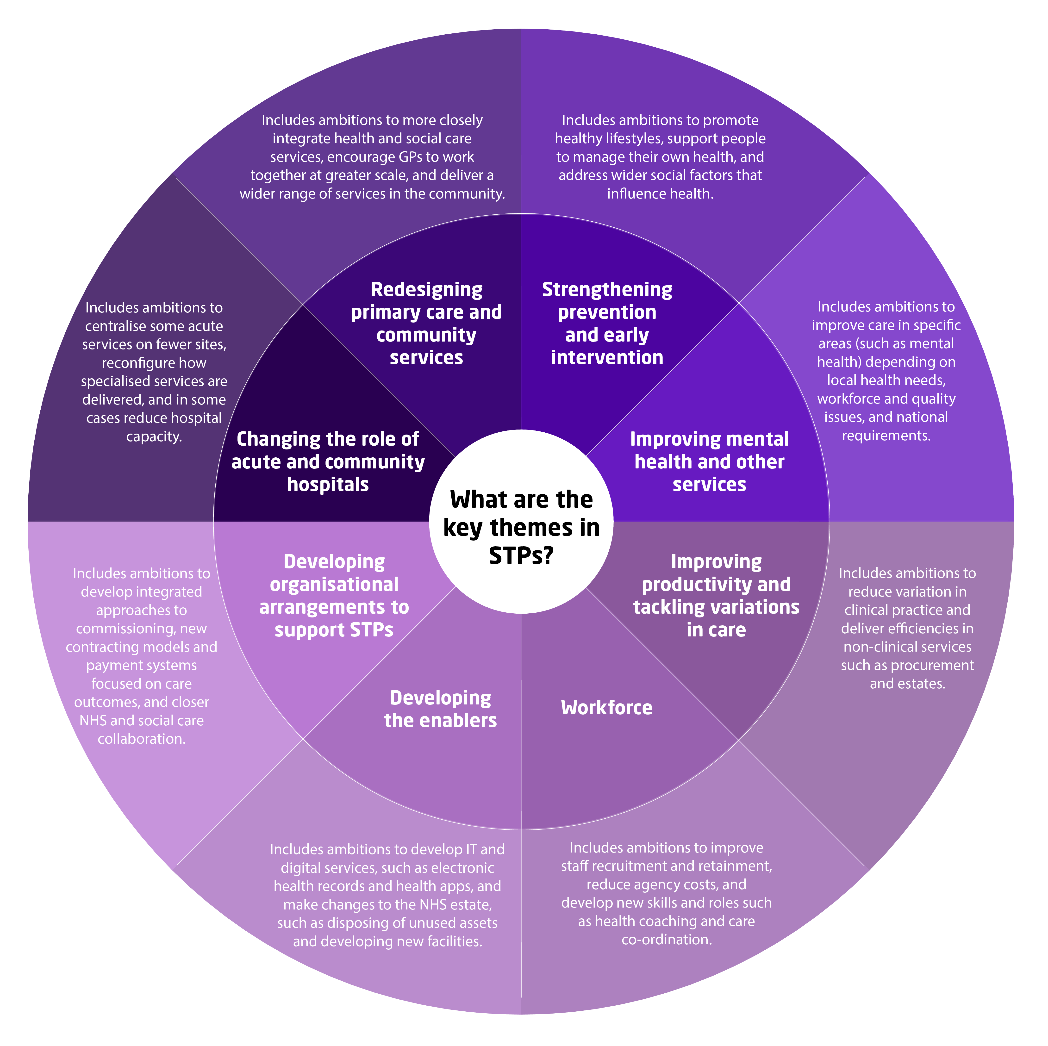 What are the
key themes in
STPs?
Strengthening
prevention
and early
intervention
Includes ambitions to promote
healthy lifestyles, support people
to manage their own health, and
address wider social factors that
influence health.
Improving mental
health and other
services
Includes ambitions to
improve care in specific
areas (such as mental
health) depending on
local health needs,
workforce and quality
issues, and national
requirements.
Improving
productivity and
tackling variations
in care
Includes ambitions to
reduce variation in
clinical practice and
deliver efficiencies in
non-clinical services
such as procurement
and estates.
Workforce
Includes ambitions to improve
staff recruitment and retainment,
reduce agency costs, and
develop new skills and roles such
as health coaching and care
co-ordination.
Developing
the enablers
Includes ambitions to develop IT and
digital services, such as electronic
health records and health apps, and
make changes to the NHS estate,
such as disposing of unused assets
and developing new facilities.
Developing
organisational
arrangements to
support STPs
Includes ambitions to
develop integrated
approaches to
commissioning, new
contracting models and
payment systems
focused on care
outcomes, and closer
NHS and social care
collaboration.
Changing the role of
acute and community
hospitals
Includes ambitions to
centralise some acute
services on fewer sites,
reconfigure how
specialised services are
delivered, and in some
cases reduce hospital
capacity.
Redesigning
primary care and
community
services
Includes ambitions to more closely
integrate health and social care
services, encourage GPs to work
together at greater scale, and deliver a
wider range of services in the community.